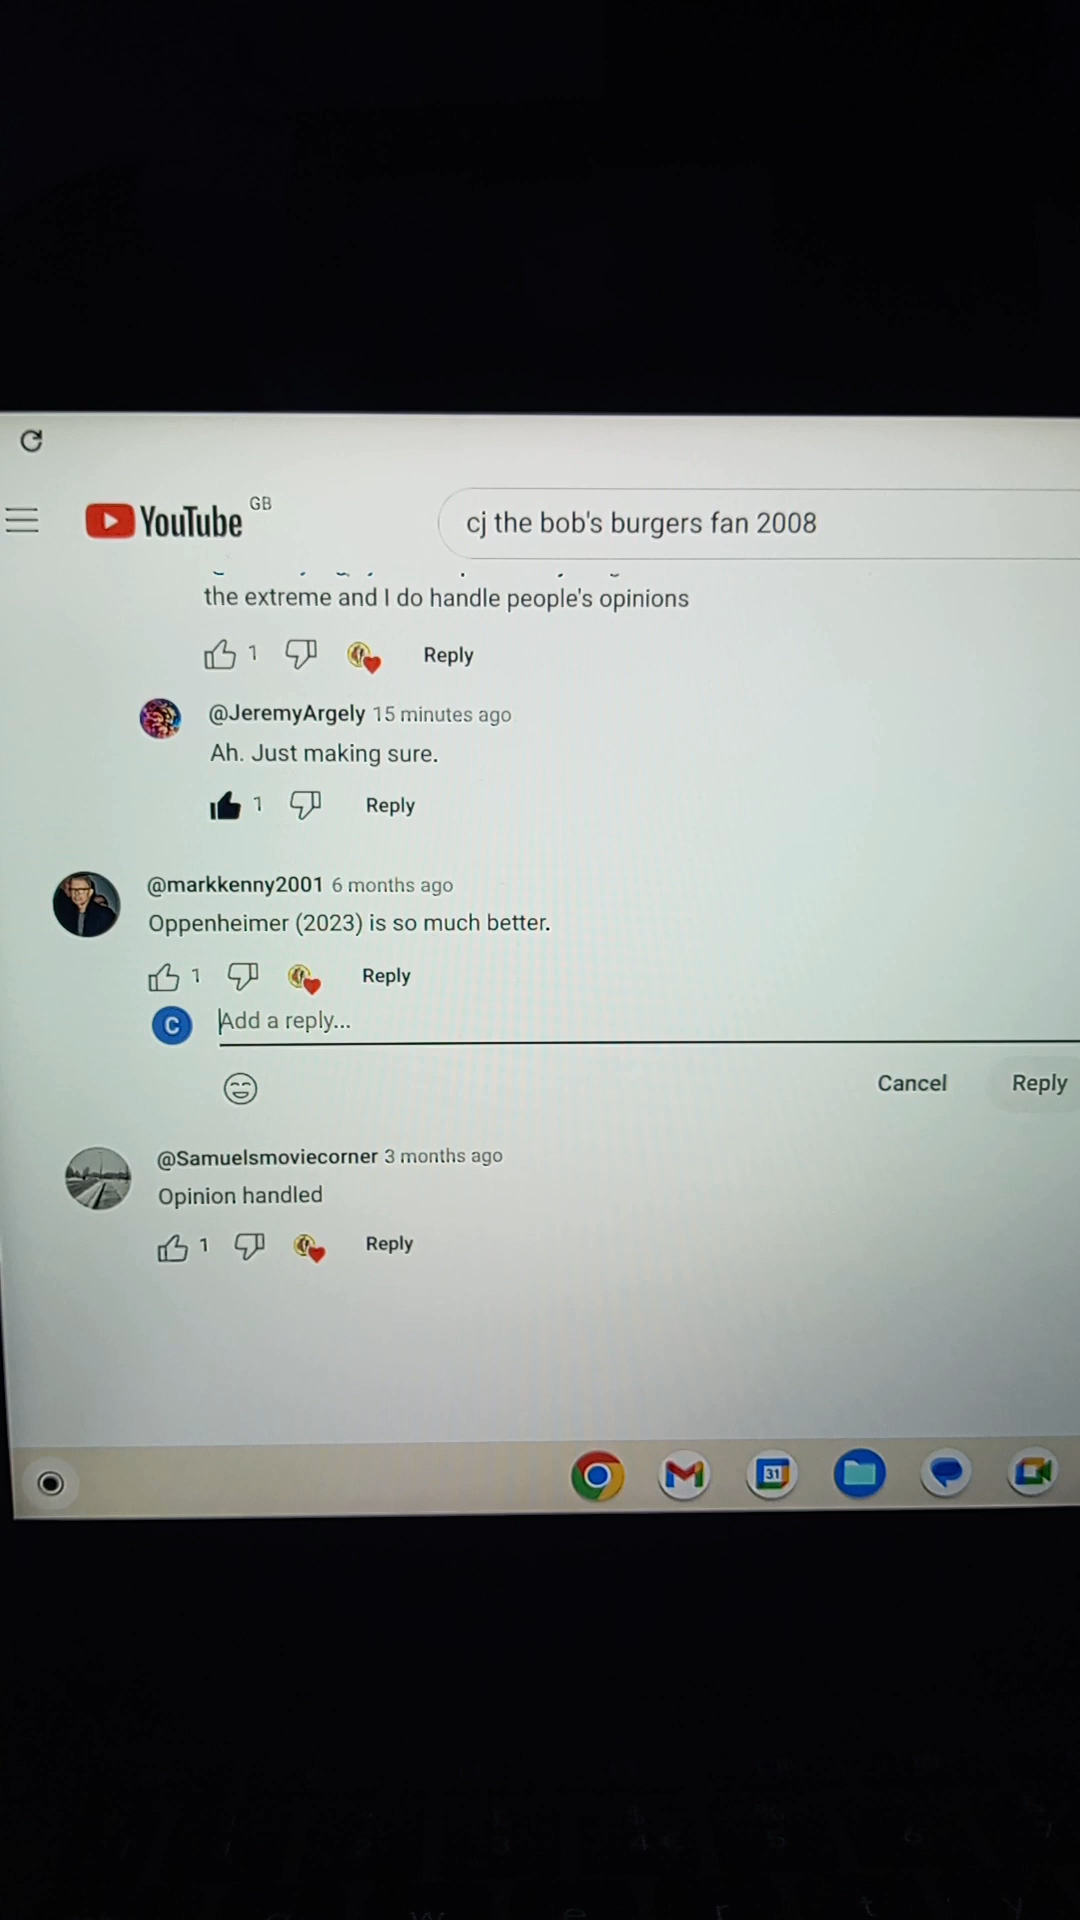 YouTube GB
cj the bob's burgers fan 2008
the extreme and I do handle people's opinions
1 Reply
@JeremyArgely 15 minutes ago
Ah. Just making sure.
1 Reply
@markkenny2001 6 months ago
Oppenheimer (2023) is so much better.
1 Reply
C Add a reply...
Cancel Reply
@Samuelsmoviecorner 3 months ago
Opinion handled
1 Reply
31